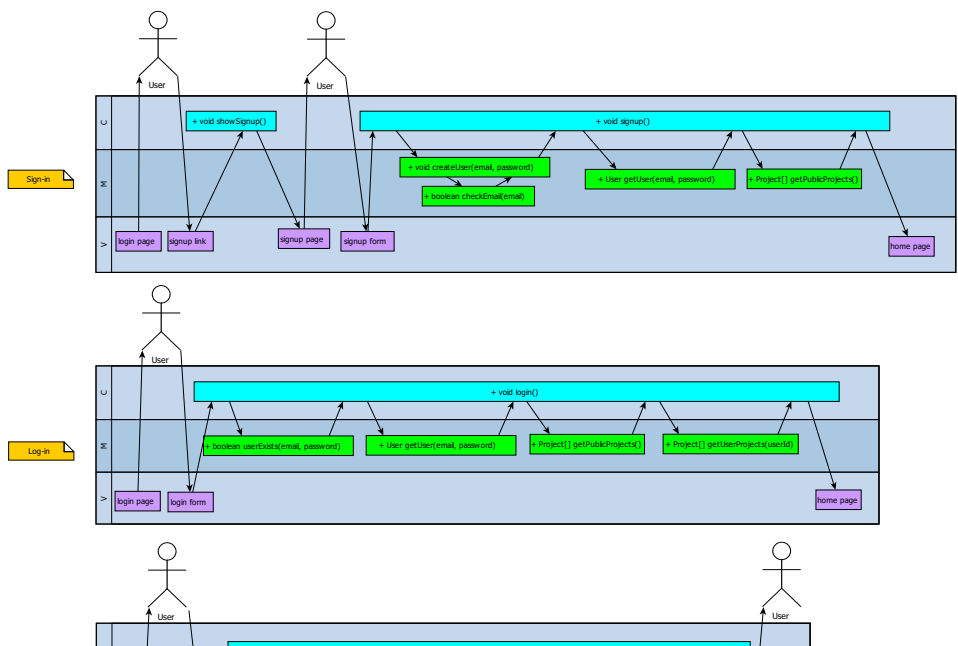 User
User
C
+ void showSignup()
+ void signup()
Sign-in
M
+ void createUser(email, password)
+ boolean checkEmail(email)
+ User getUser(email, password)
+ Project[] getPublicProjects()
V
login page
signup link
signup page
signup form
home page
User
C
+ void login()
Log-in
M
+ boolean userExists(email, password)
+ User getUser(email, password)
+ Project[] getPublicProjects()
+ Project[] getUserProjects(userId)
V
login page
login form
home page
User
User